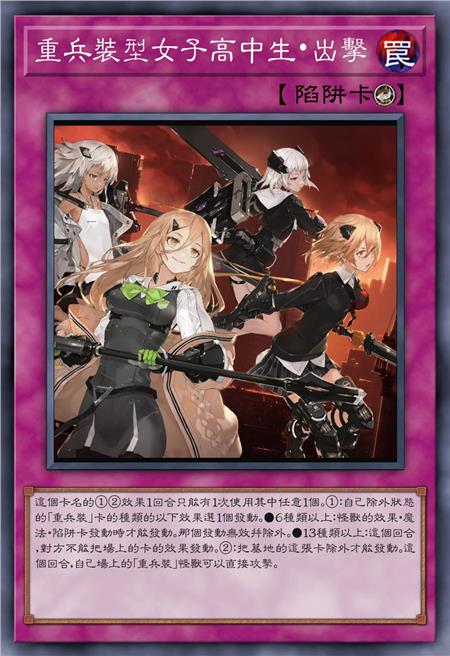 重兵裝型女子高中生·出擊 罠
【陷阱卡】
這個卡名的①②效果1回合只能有1次使用其中任意1個。①:自己除外狀態
的「重兵裝」卡的種類的以下效果選1個發動。●6種類以上:怪獸的效果·魔
法·陷阱卡發動時才能發動。那個發動無效并除外。●13種類以上:這個回合
,對方不能把場上的卡的效果發動。②:把墓地的這張卡除外才能發動。這
個回合,自己場上的「重兵裝」怪獸可以直接攻擊。